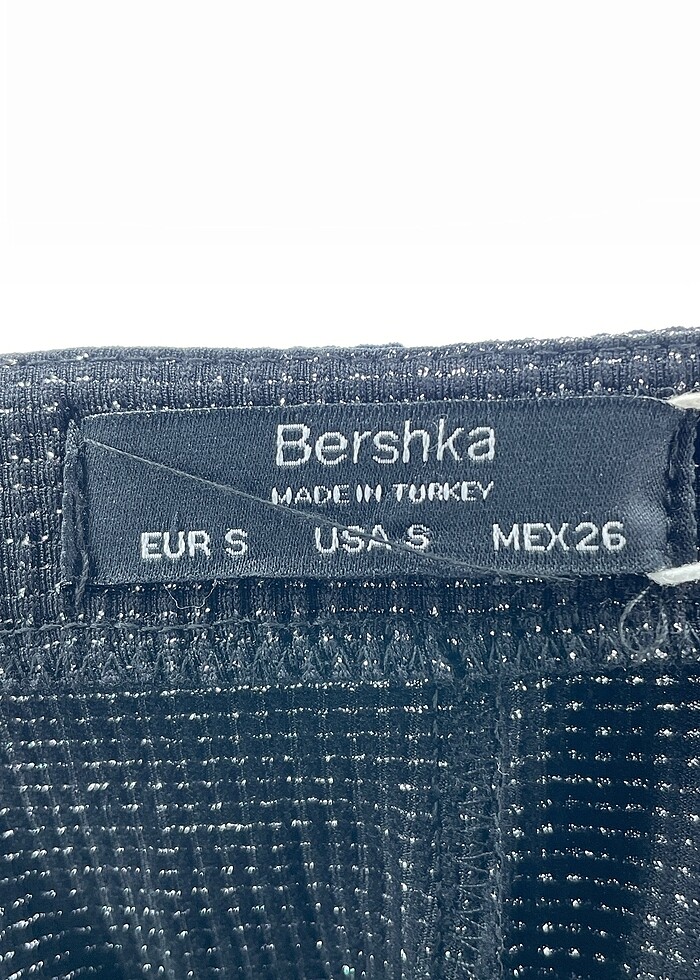 Bershka
MADE IN TURKEY
EUR S USA S MEX 26